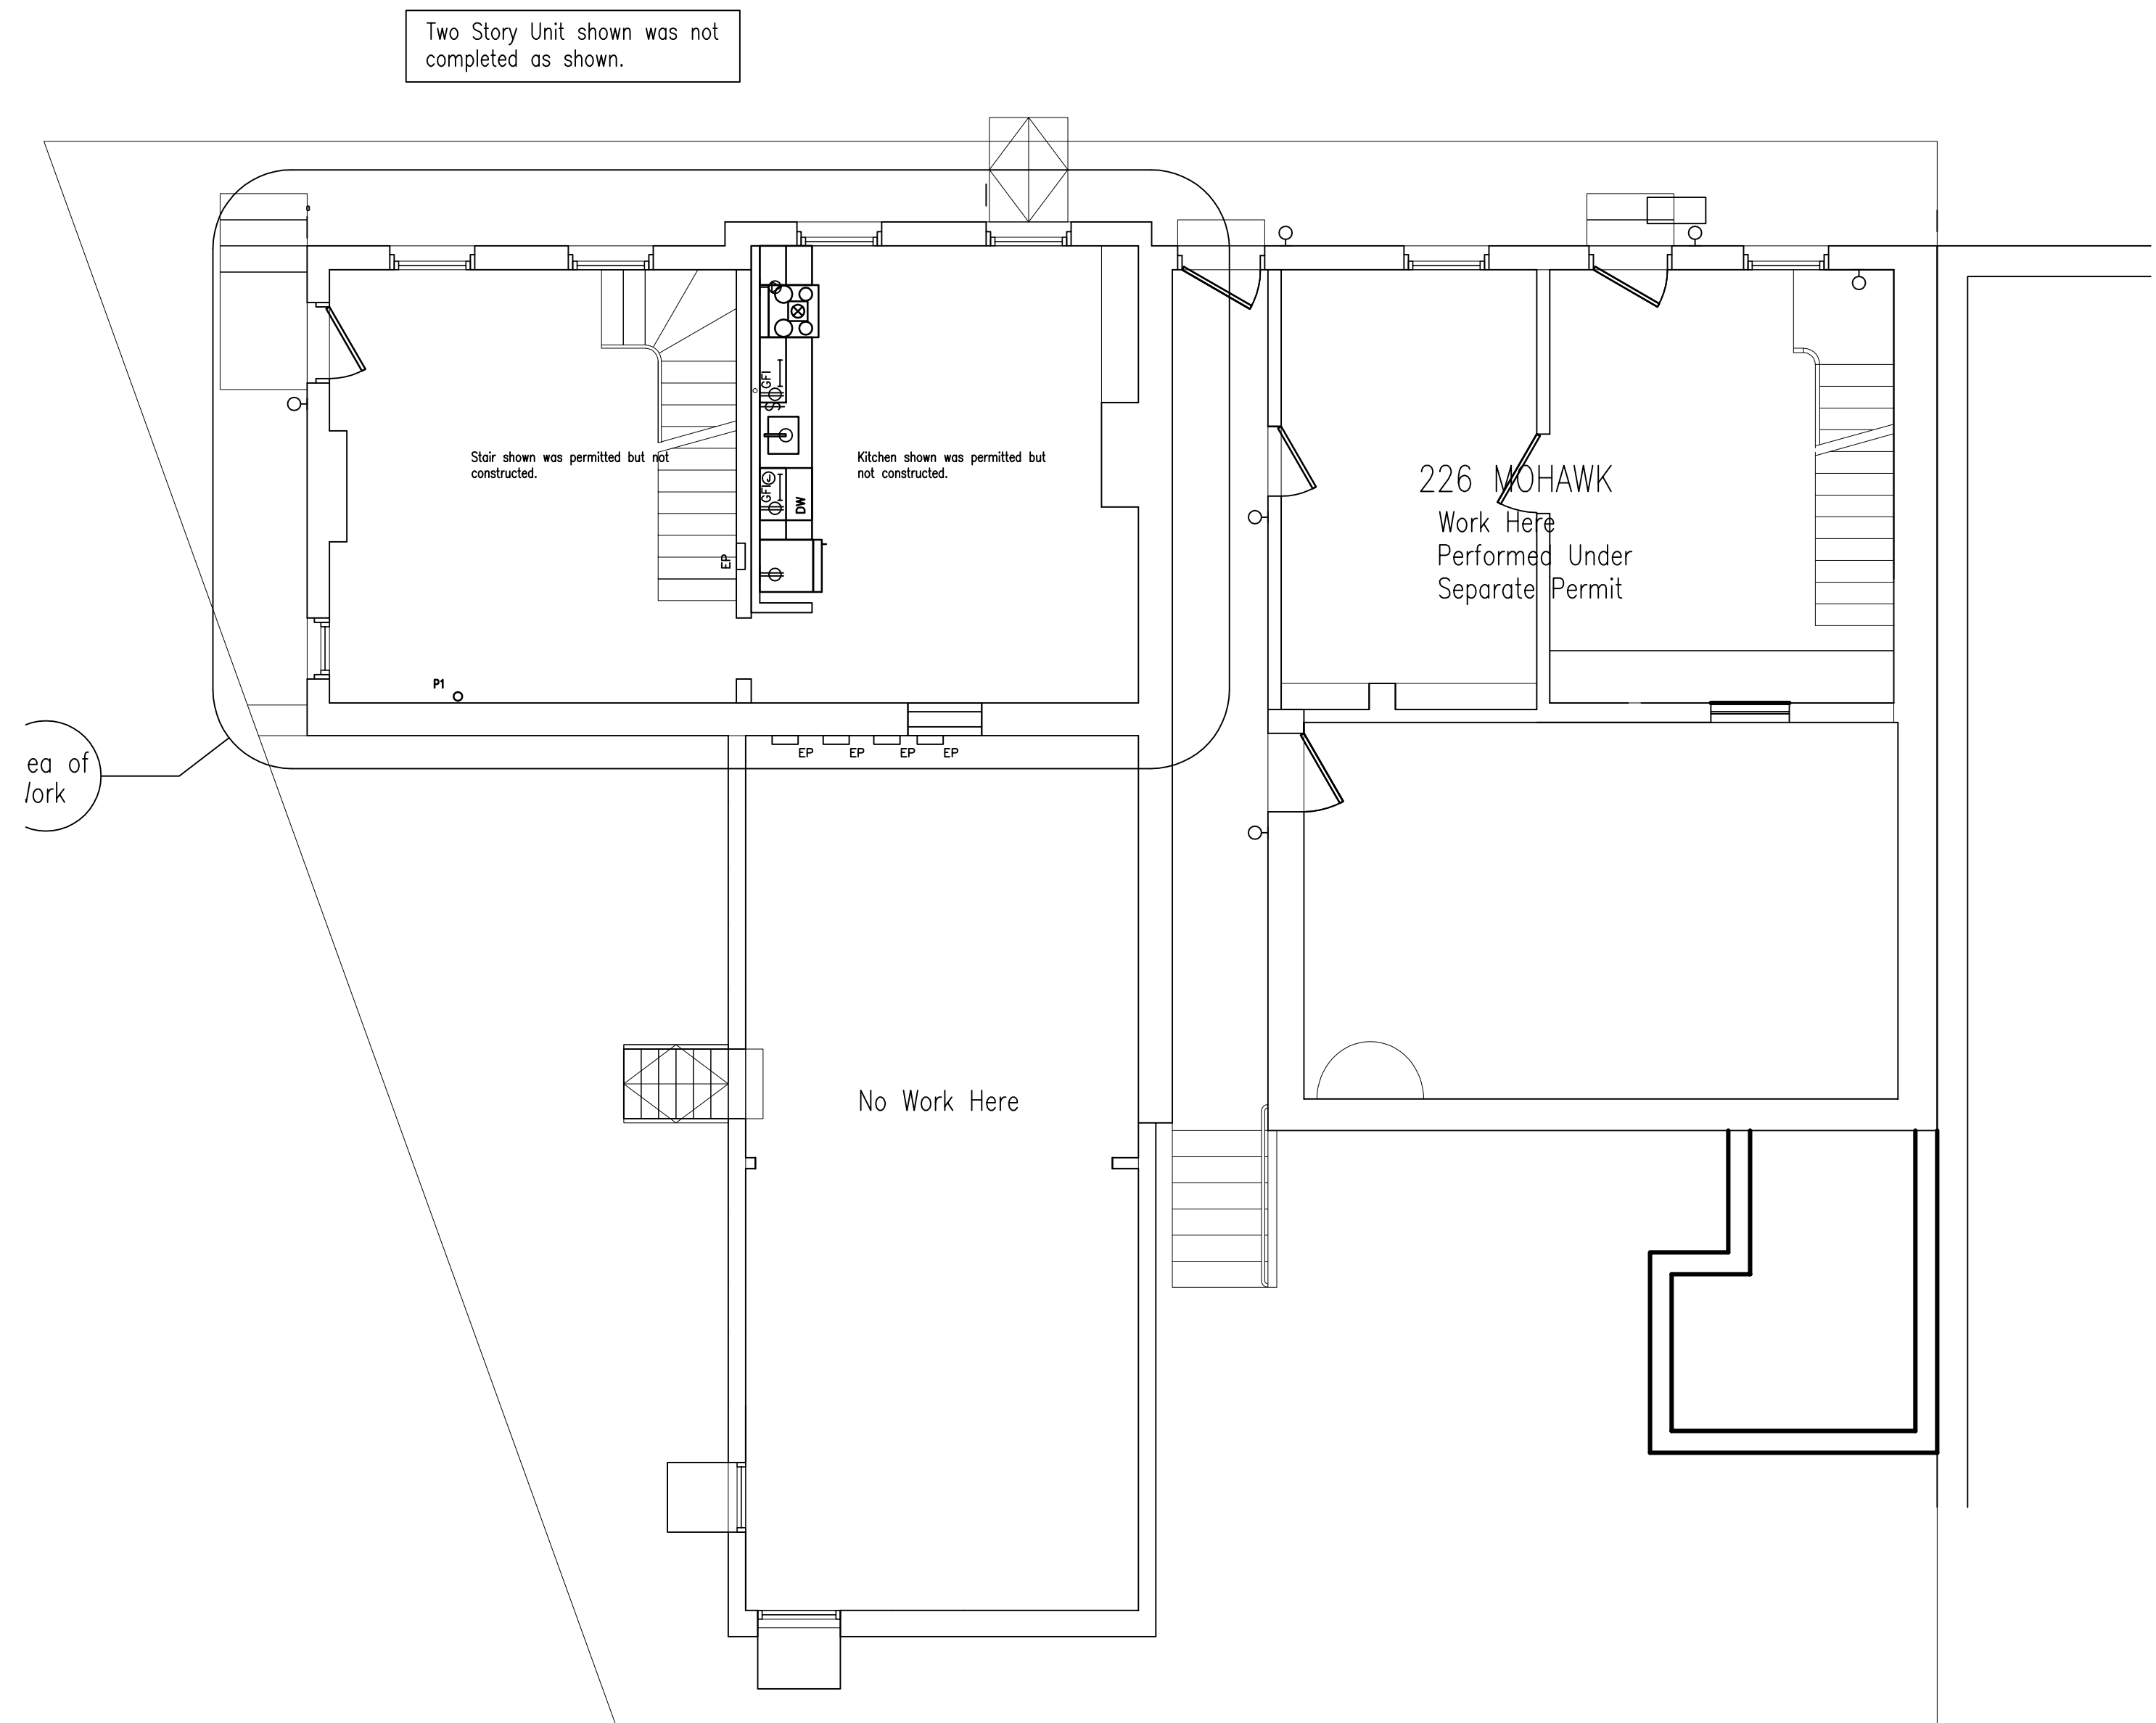 Two Story Unit shown was not
completed as shown.
GFI
S
Stair shown was permitted but not
constructed.
Kitchen shown was permitted but
not constructed.
GFI
DW
EP
226 MOHAWK
Work Here
Performed Under
Separate Permit
P1
EP EP EP EP
ea of
Work
No Work Here